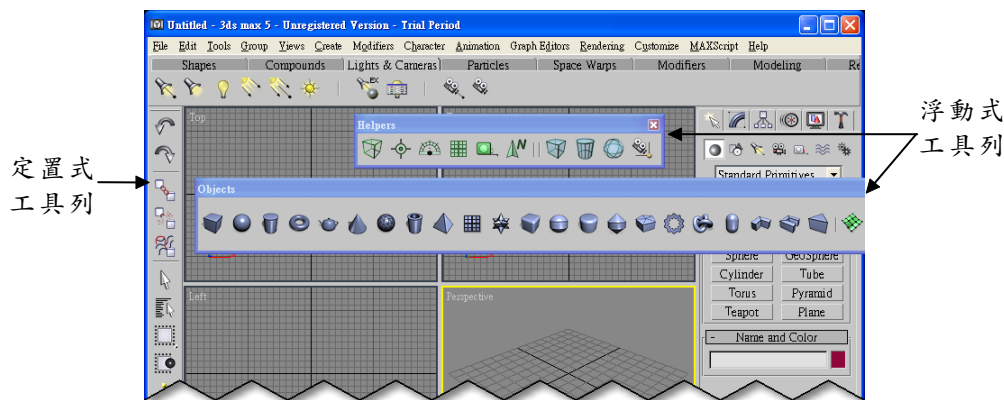 Untitled - 3ds max 5 - Unregistered Version - Trial Period
File Edit Tools Group Views Create Modifiers Character Animation Graph Editors Rendering Customize MAXScript Help
Shapes Compounds Lights & Cameras Particles Space Warps Modifiers Modeling Re
EX
Top
Helpers
N
浮動式
工具列
定置式
工具列
Standard Primitives
Objects
Sphere GeoSphere
Cylinder Tube
Torus Pyramid
Teapot Plane
Left
Perspective
- Name and Color